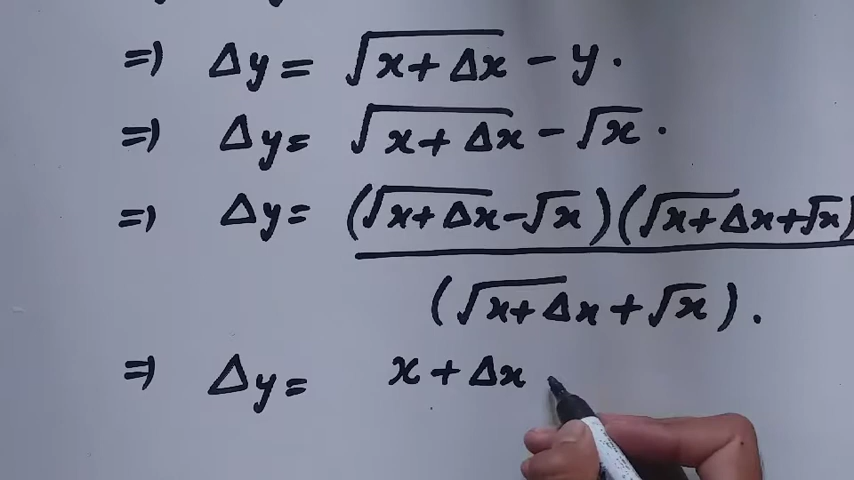 => Δy = √(x + Δx) - y.
=> Δy = √(x + Δx) - √x.
=> Δy = (√(x + Δx) - √x)(√(x + Δx) + √x)
(√(x + Δx) + √x).
=> Δy = x + Δx